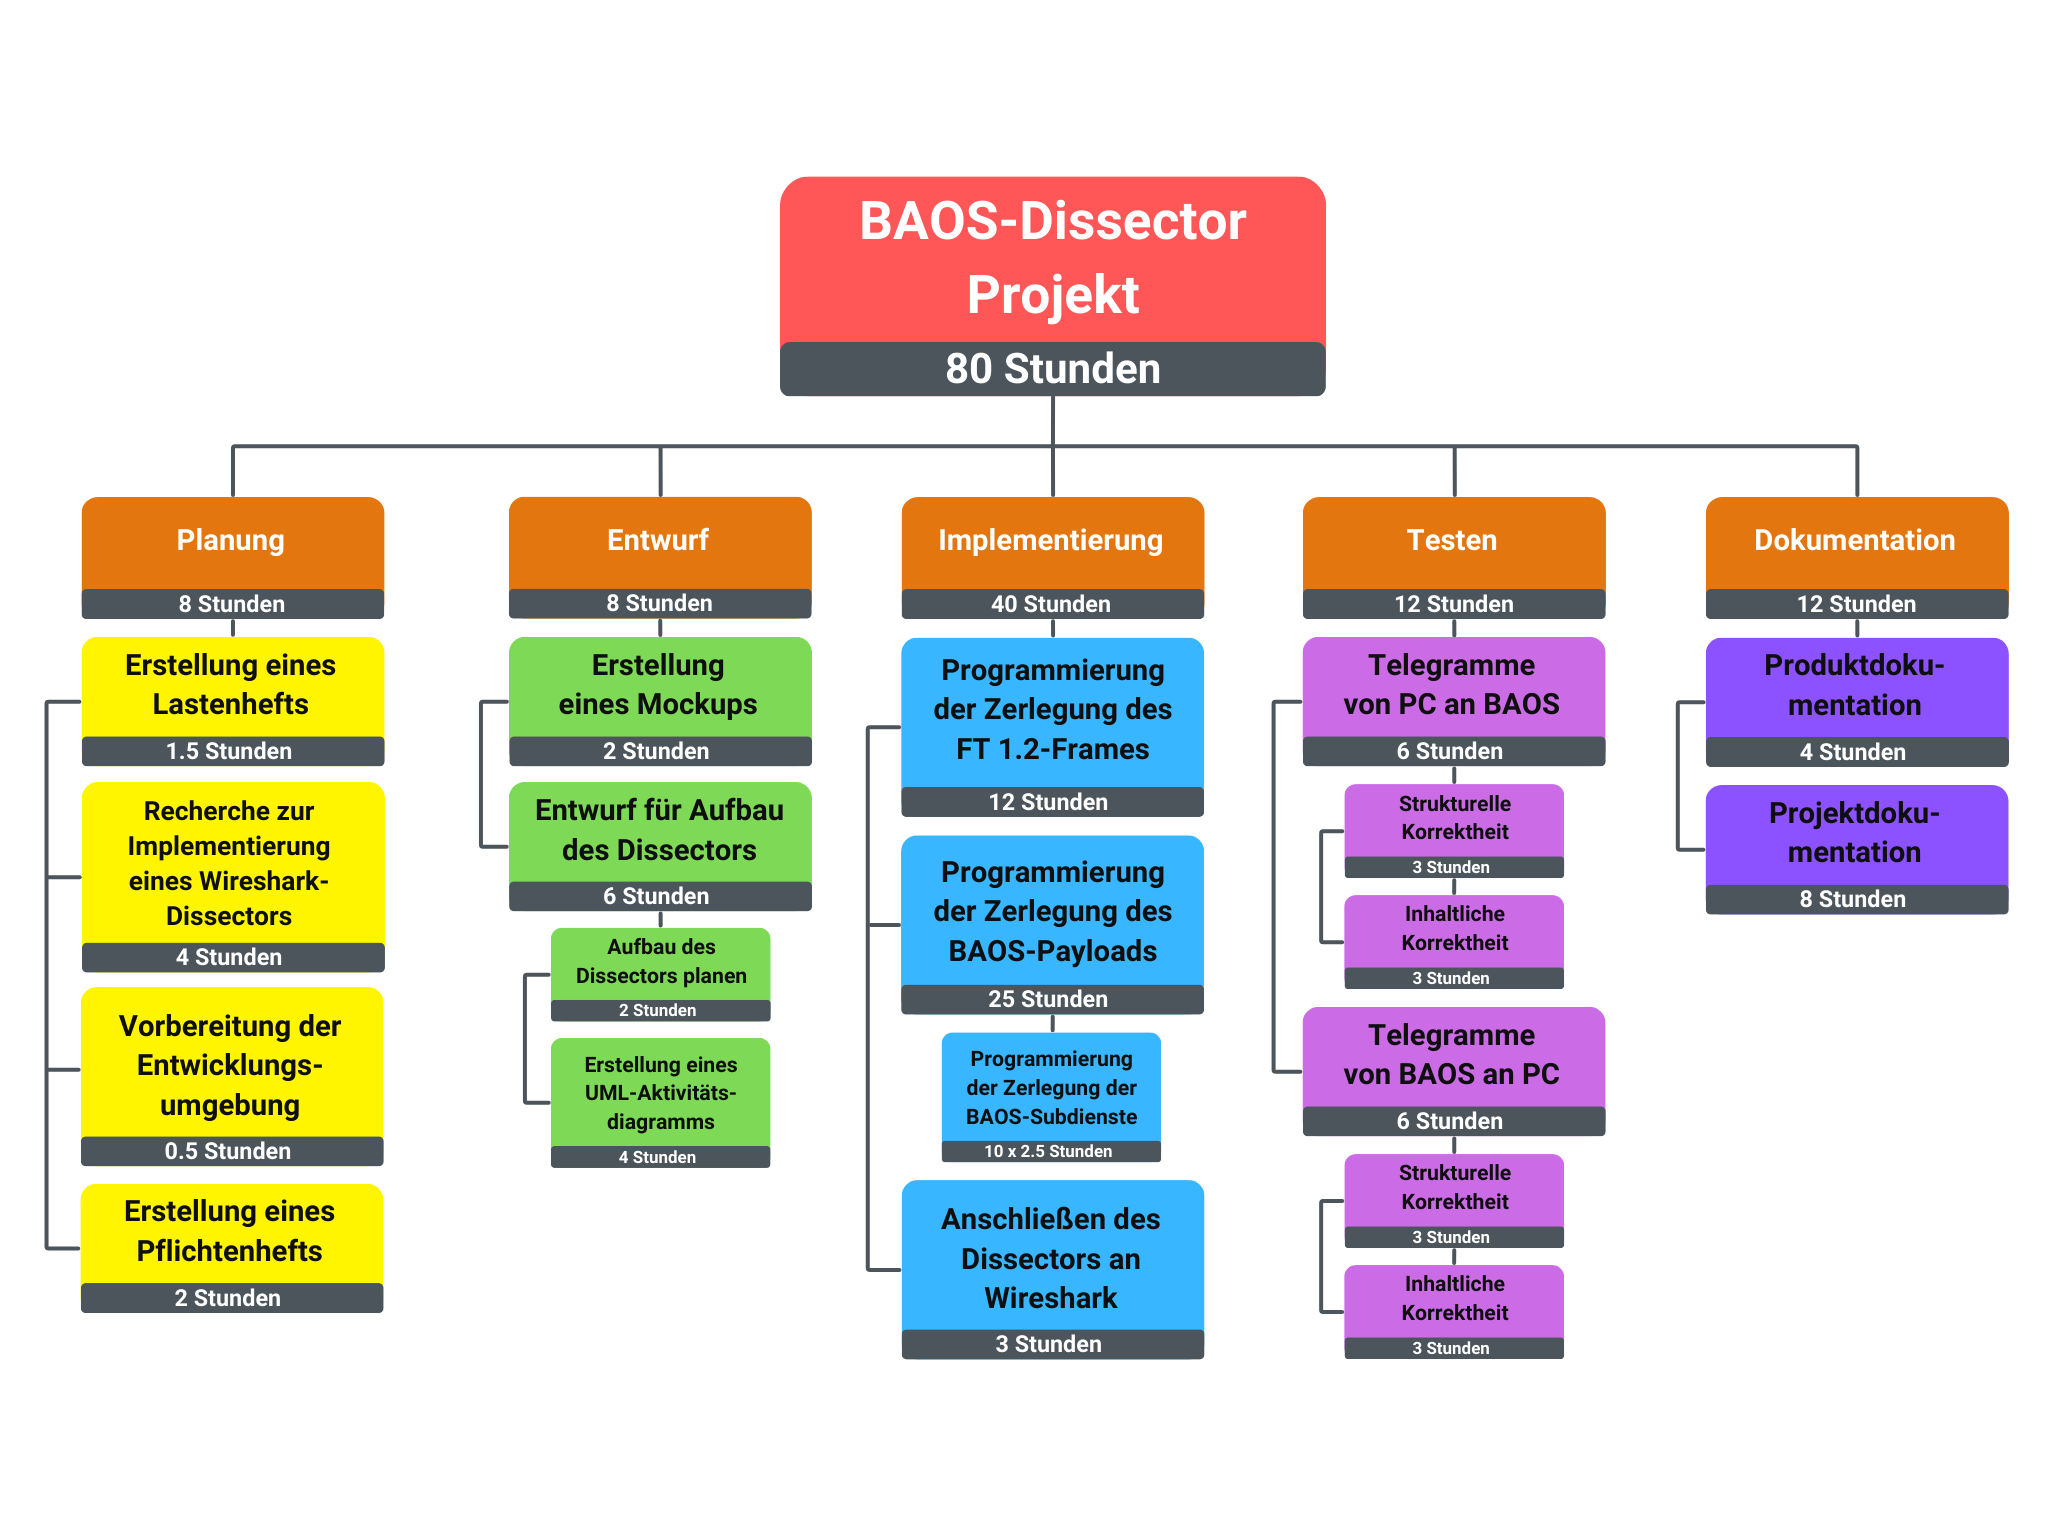 BAOS-Dissector
Projekt
80 Stunden
Planung
8 Stunden
Erstellung eines
Lastenhefts
1.5 Stunden
Recherche zur
Implementierung
eines Wireshark-
Dissectors
4 Stunden
Vorbereitung der
Entwicklungs-
umgebung
0.5 Stunden
Erstellung eines
Pflichtenhefts
2 Stunden
Entwurf
8 Stunden
Erstellung
eines Mockups
2 Stunden
Entwurf für Aufbau
des Dissectors
6 Stunden
Aufbau des
Dissectors planen
2 Stunden
Erstellung eines
UML-Aktivitäts-
diagramms
4 Stunden
Implementierung
40 Stunden
Programmierung
der Zerlegung des
FT 1.2-Frames
12 Stunden
Programmierung
der Zerlegung des
BAOS-Payloads
25 Stunden
Programmierung
der Zerlegung der
BAOS-Subdienste
10 x 2.5 Stunden
Anschließen des
Dissectors an
Wireshark
3 Stunden
Testen
12 Stunden
Telegramme
von PC an BAOS
6 Stunden
Strukturelle
Korrektheit
3 Stunden
Inhaltliche
Korrektheit
3 Stunden
Telegramme
von BAOS an PC
6 Stunden
Strukturelle
Korrektheit
3 Stunden
Inhaltliche
Korrektheit
3 Stunden
Dokumentation
12 Stunden
Produktdoku-
mentation
4 Stunden
Projektdoku-
mentation
8 Stunden